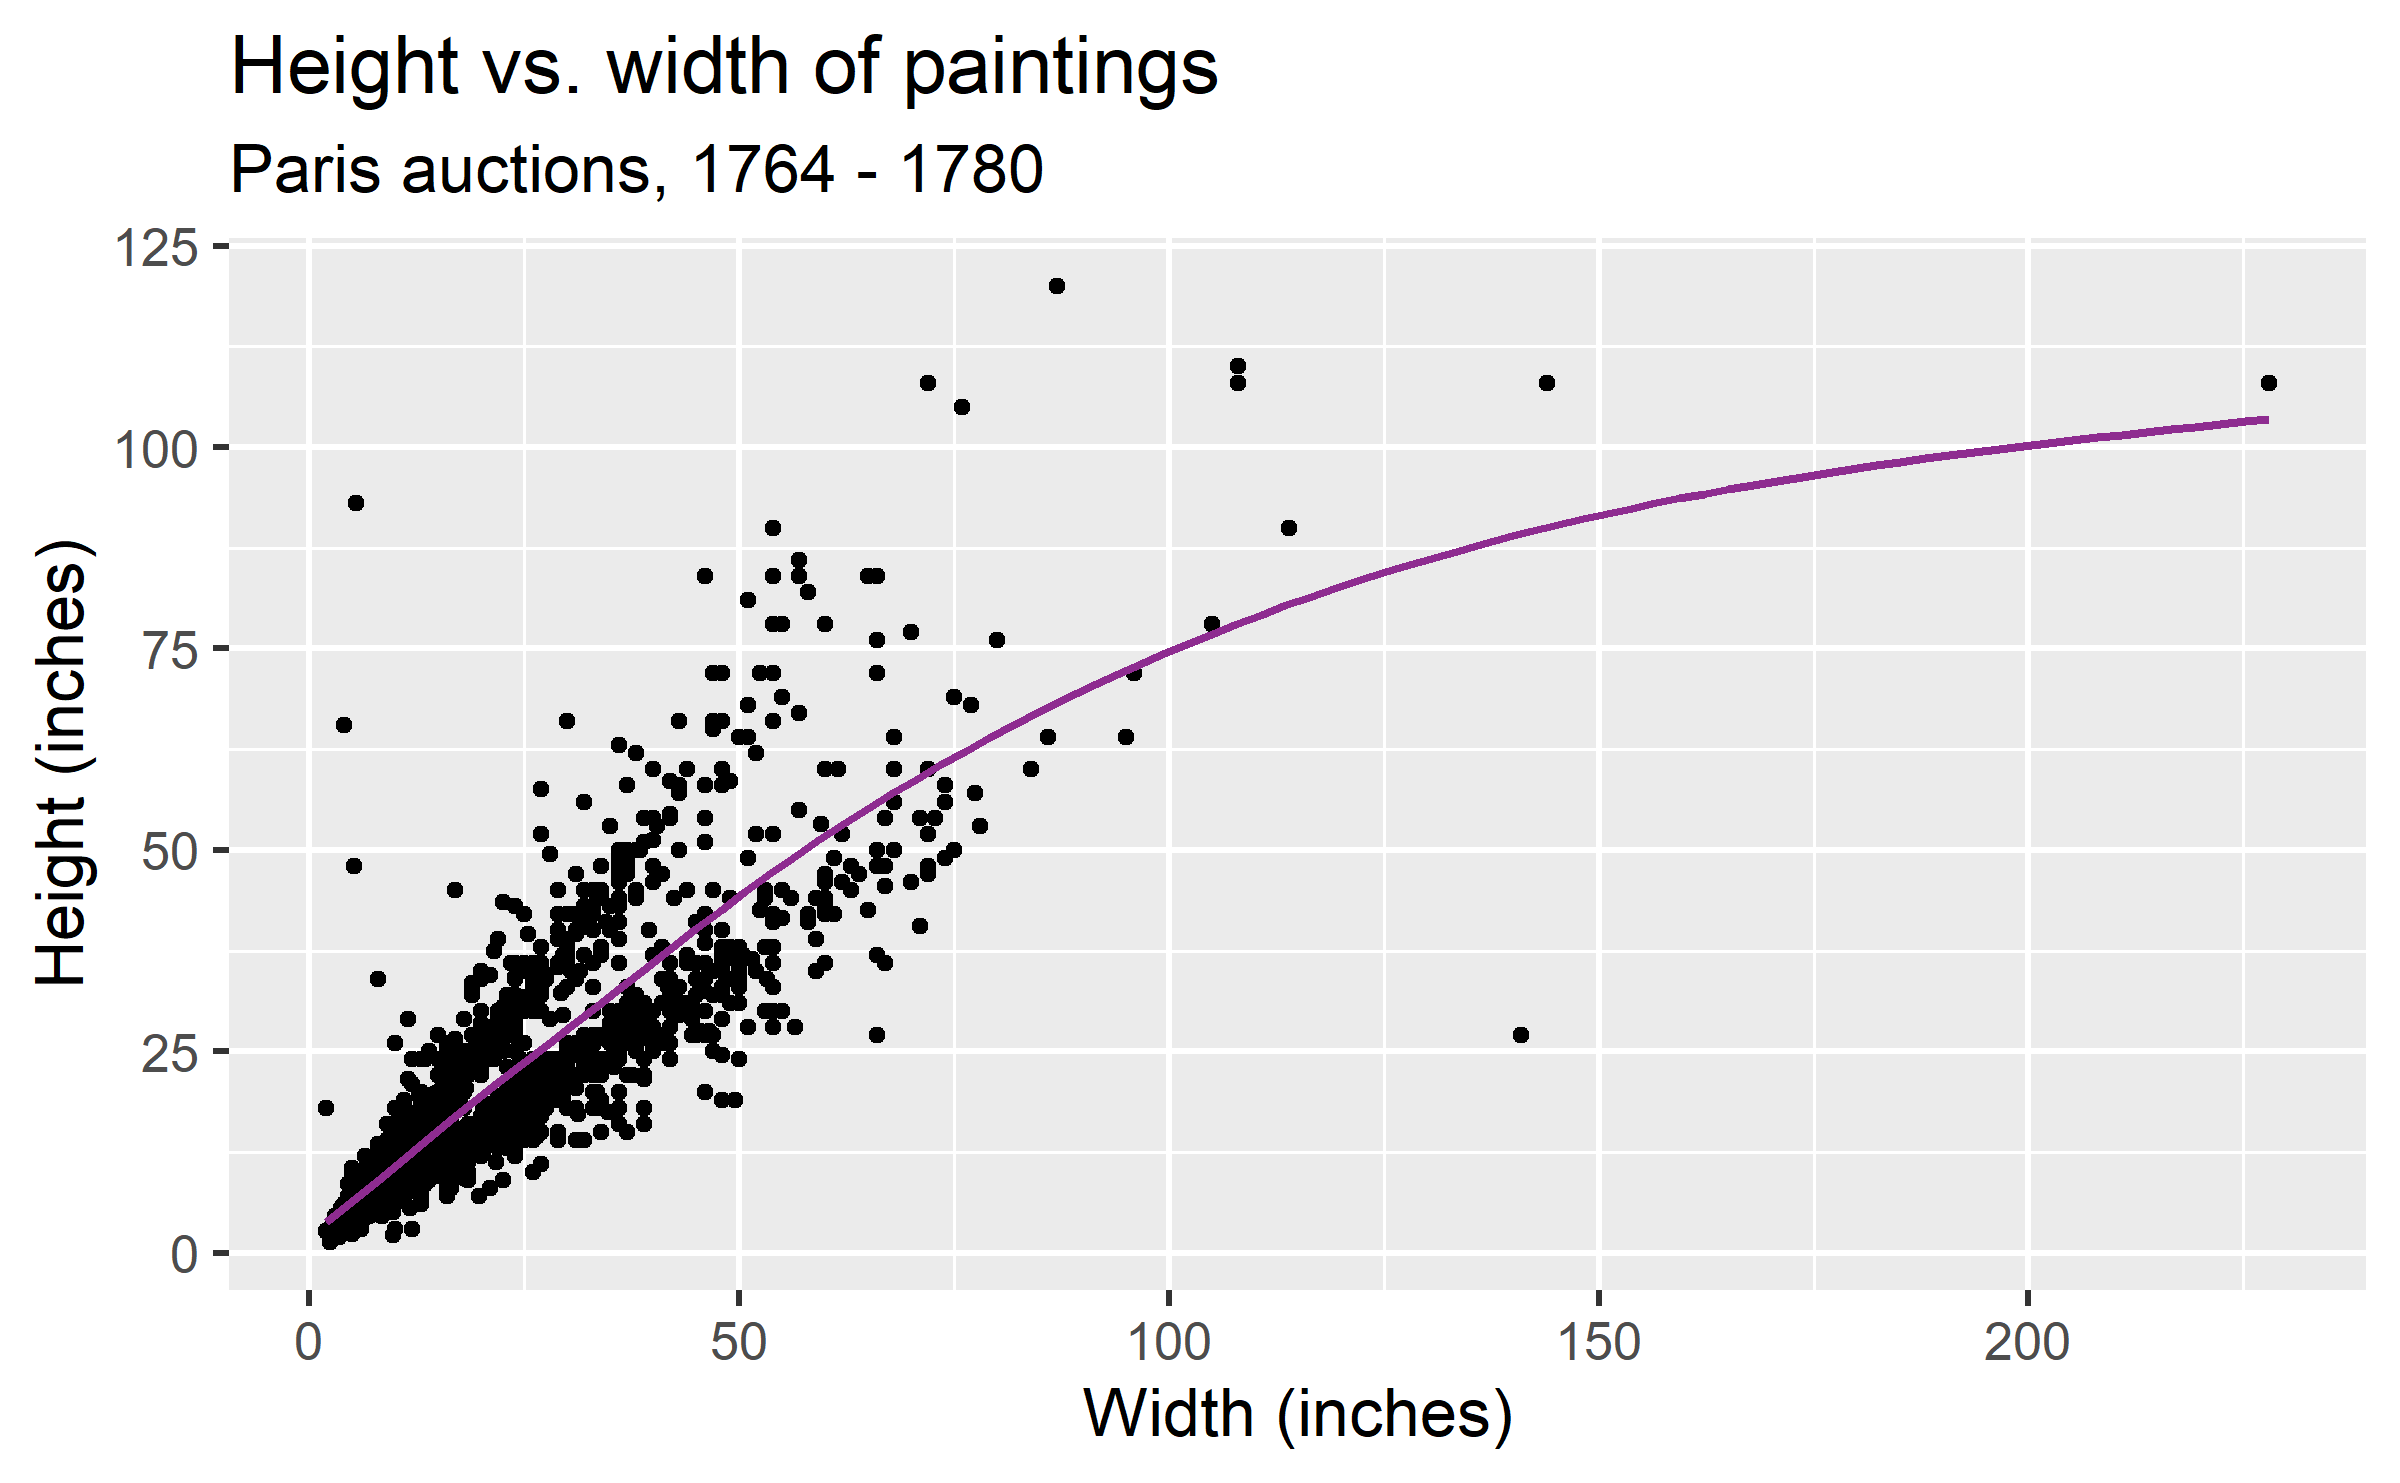 Height vs. width of paintings
Paris auctions, 1764 - 1780
125
100
75
50
25
0
Height (inches)
0 50 100 150 200
Width (inches)